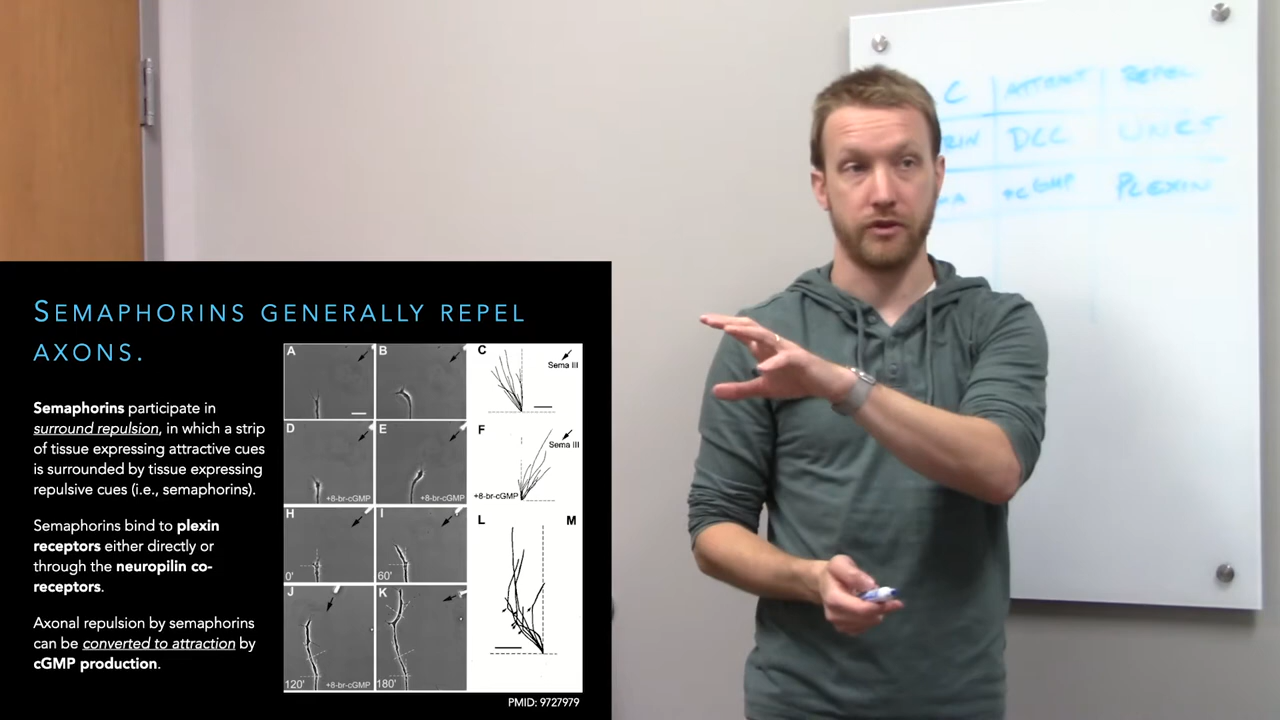 SEMAPHORINS GENERALLY REPEL
AXONS.
Semaphorins participate in
surround repulsion, in which a strip
of tissue expressing attractive cues
is surrounded by tissue expressing
repulsive cues (i.e., semaphorins).
Semaphorins bind to plexin
receptors either directly or
through the neuropilin co-
receptors.
Axonal repulsion by semaphorins
can be converted to attraction by
cGMP production.
A
B
C
Sema III
D
+8-br-cGMP
E
+8-br-cGMP
F
Sema III
+8-br-cGMP
H
0'
I
60'
J
120'
+8-br-cGMP
K
180'
L
M
PMID: 9727979
C ATTRACT REPEL
RIN DCC UNC5
MA +cGMP PLEXIN